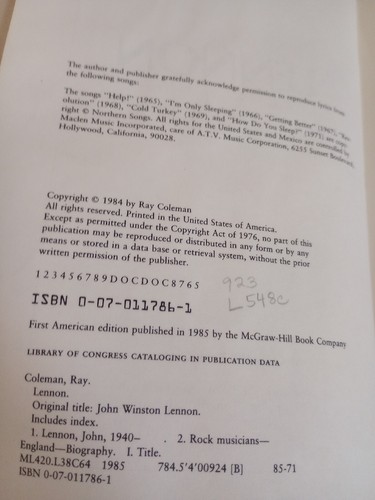 The author and publisher gratefully acknowledge permission to reproduce lyrics from
the following songs:
The songs "Help!" (1965), "I'm Only Sleeping" (1966), "Getting Better" (1967), "Rev-
olution" (1968), "Cold Turkey" (1969), and "How Do You Sleep?" (1971) are copy-
right © Northern Songs. All rights for the United States and Mexico are controlled by
Maclen Music Incorporated, care of A.T.V. Music Corporation, 6255 Sunset Boulevard,
Hollywood, California, 90028.
Copyright © 1984 by Ray Coleman
All rights reserved. Printed in the United States of America.
Except as permitted under the Copyright Act of 1976, no part of this
publication may be reproduced or distributed in any form or by any
means or stored in a data base or retrieval system, without the prior
written permission of the publisher.
1 2 3 4 5 6 7 8 9 D O C D O C 8 7 6 5
923
L548c
ISBN 0-07-011786-1
First American edition published in 1985 by the McGraw-Hill Book Company
LIBRARY OF CONGRESS CATALOGING IN PUBLICATION DATA
Coleman, Ray.
Lennon.
Original title: John Winston Lennon.
Includes index.
1. Lennon, John, 1940– . 2. Rock musicians—
England—Biography. I. Title.
ML420.L38C64 1985 784.5'4'00924 [B] 85-71
ISBN 0-07-011786-1